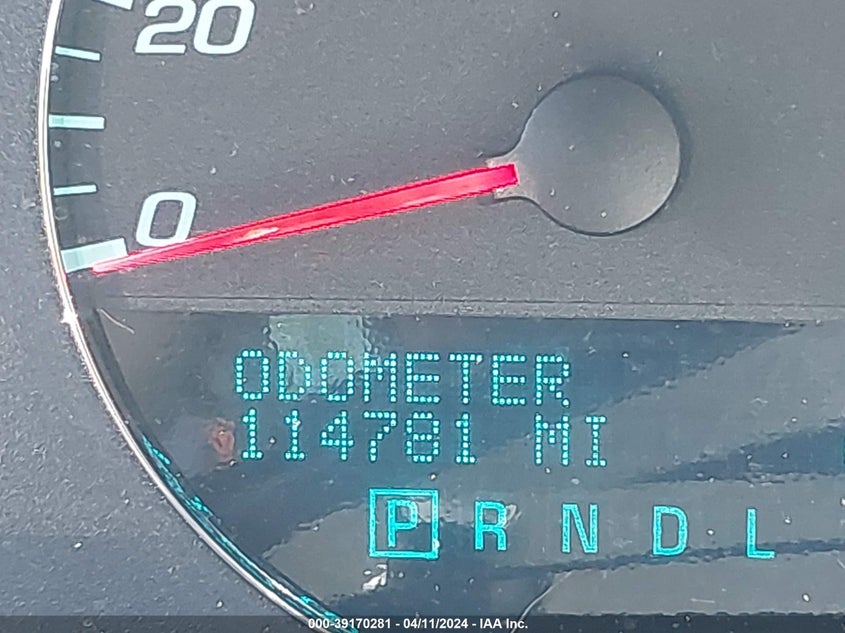 20
0
ODOMETER
114781 MI
P R N D L
000-39170281 - 04/11/2024 - IAA Inc.